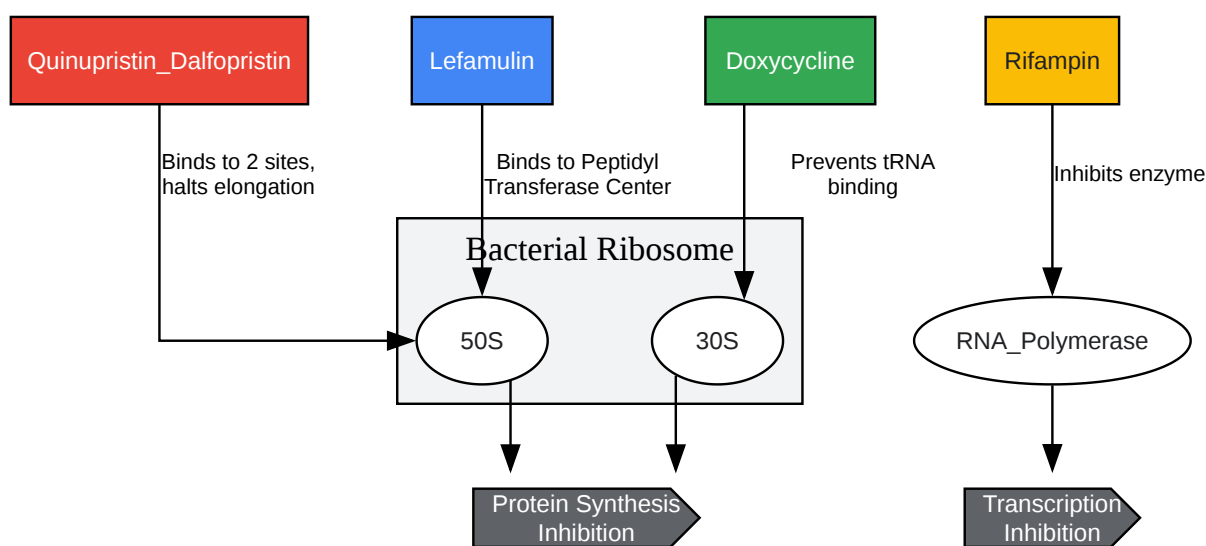 Quinupristin_Dalfopristin
Lefamulin
Doxycycline
Rifampin
Binds to 2 sites,
halts elongation
Binds to Peptidyl
Transferase Center
Prevents tRNA
binding
Inhibits enzyme
Bacterial Ribosome
50S
30S
RNA_Polymerase
Protein Synthesis
Inhibition
Transcription
Inhibition